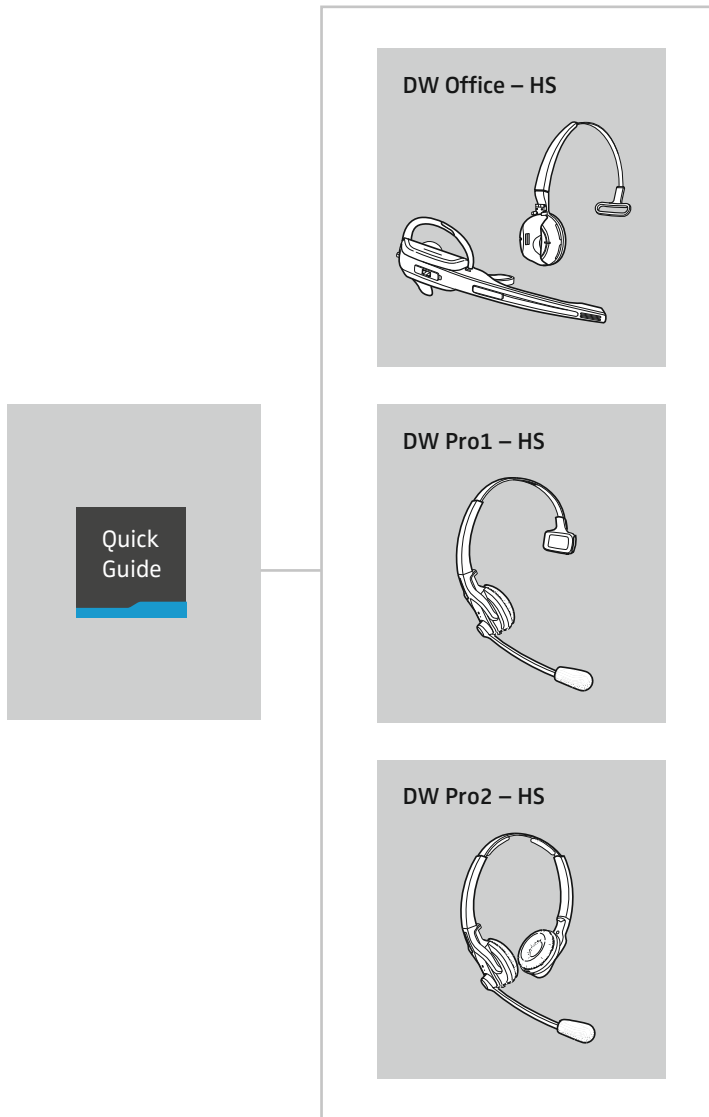 DW Office – HS
Quick
Guide
DW Pro1 – HS
DW Pro2 – HS